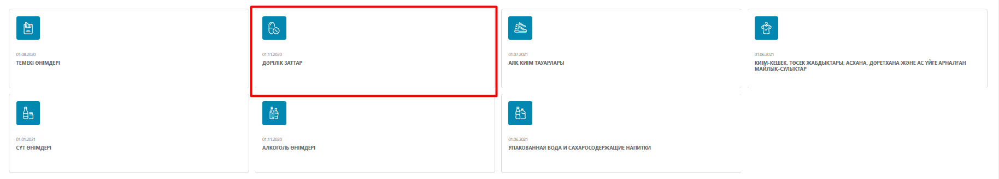 01.08.2020
ТЕМЕКІ ӨНІМДЕРІ
01.11.2020
ДӘРІЛІК ЗАТТАР
01.07.2021
АЯҚ КИІМ ТАУАРЛАРЫ
01.06.2021
КИІМ-КЕШЕК, ТӨСЕК ЖАБДЫҚТАРЫ, АСХАНА, ДӘРЕТХАНА ЖӘНЕ АС ҮЙГЕ АРНАЛҒАН
МАЙЛЫҚ-СУЛЫҚТАР
01.01.2021
СҮТ ӨНІМДЕРІ
01.11.2020
АЛКОГОЛЬ ӨНІМДЕРІ
01.06.2021
УПАКОВАННАЯ ВОДА И САХАРОСОДЕРЖАЩИЕ НАПИТКИ